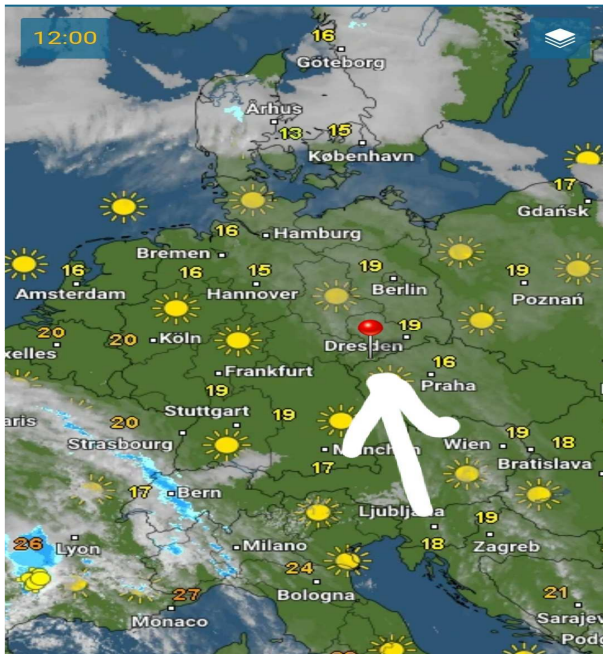 12:00
16
Göteborg
Århus
13
15
København
17
Gdańsk
16
Hamburg
Bremen
16
16
15
19
19
Amsterdam
Hannover
Berlin
Poznań
20
20
Köln
19
xelles
Dresden
16
Frankfurt
Praha
19
20
Stuttgart
19
aris
Strasbourg
19
18
Wien
München
Bratislava
17
17
Bern
Ljubljana
19
26
18
Zagreb
Lyon
Milano
24
Bologna
27
21
Monaco
Sarajev
Podg